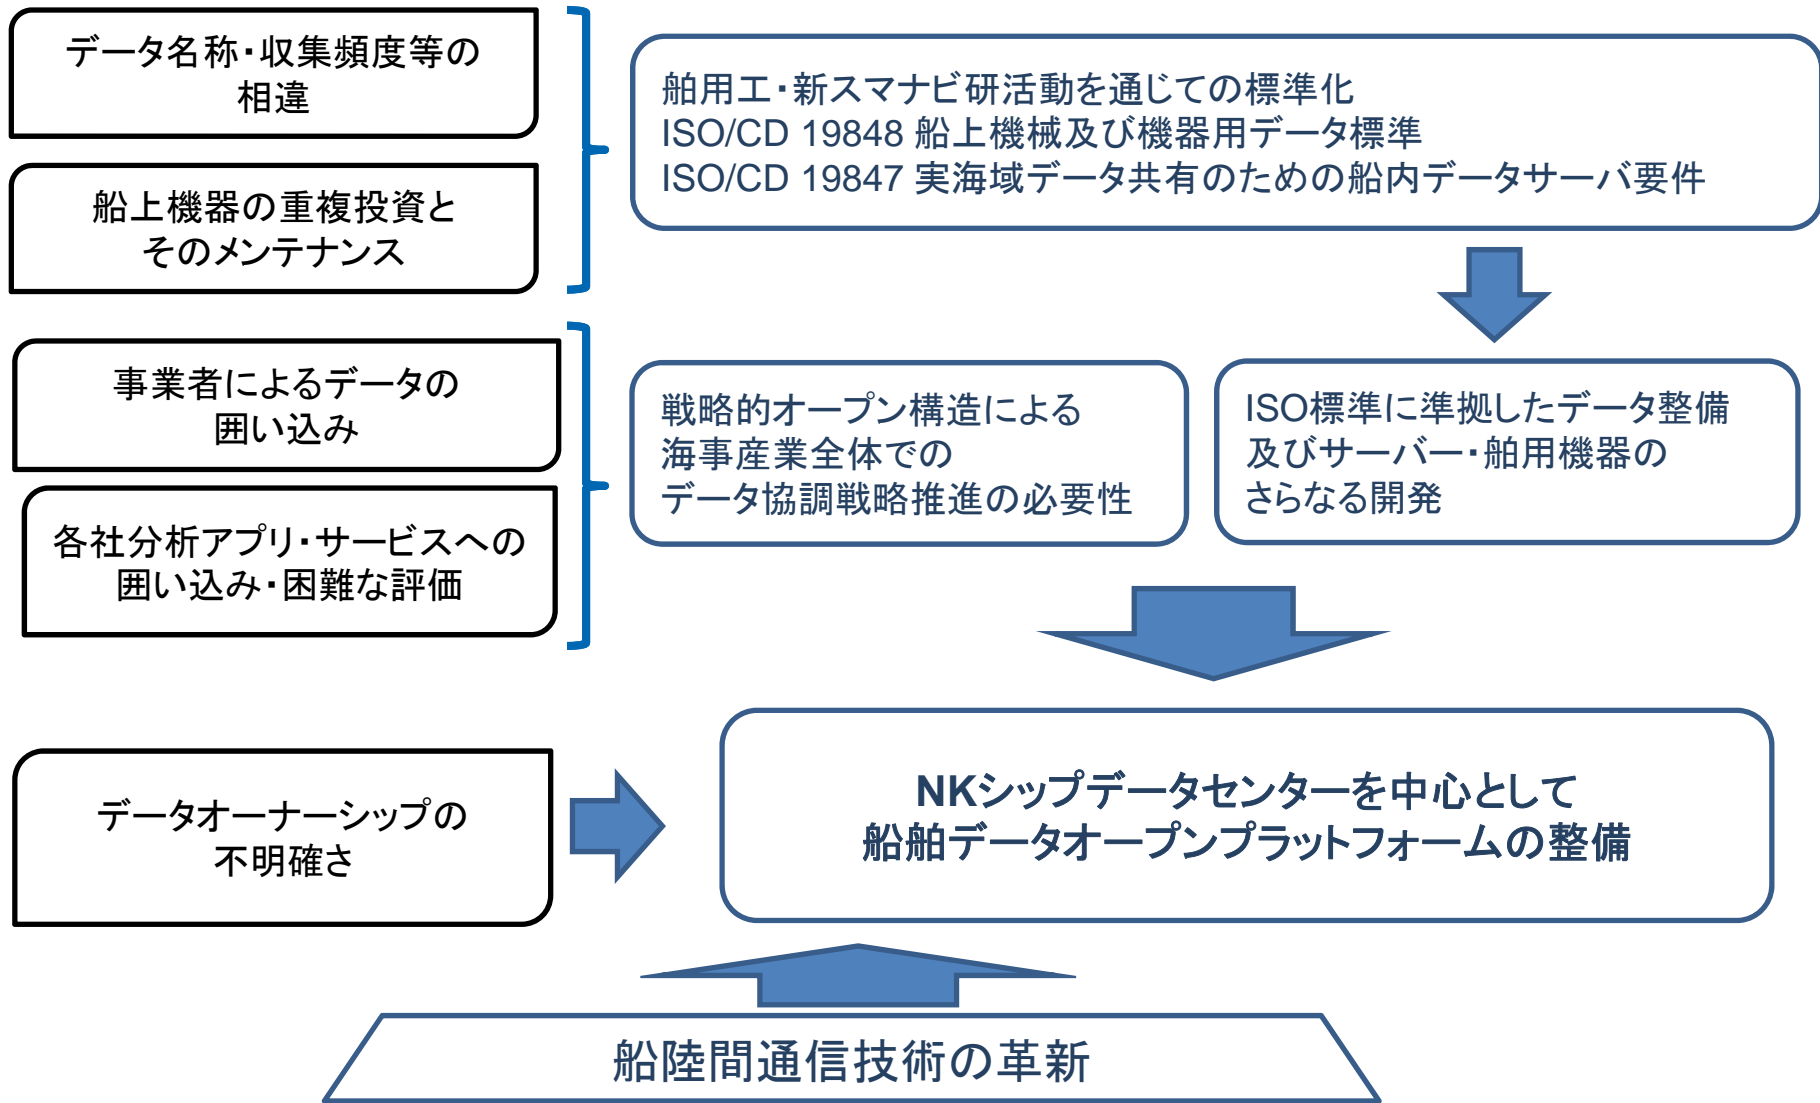 データ名称・収集頻度等の
相違
船上機器の重複投資と
そのメンテナンス
舶用工・新スマナビ研活動を通じての標準化
ISO/CD 19848 船上機械及び機器用データ標準
ISO/CD 19847 実海域データ共有のための船内データサーバ要件
事業者によるデータの
囲い込み
各社分析アプリ・サービスへの
囲い込み・困難な評価
戦略的オープン構造による
海事産業全体での
データ協調戦略推進の必要性
ISO標準に準拠したデータ整備
及びサーバー・舶用機器の
さらなる開発
データオーナーシップの
不明確さ
NKシップデータセンターを中心として
船舶データオープンプラットフォームの整備
船陸間通信技術の革新